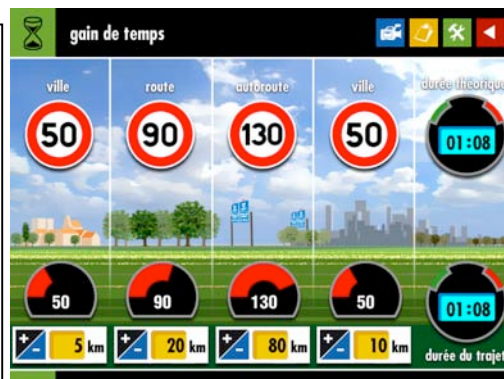 gain de temps
ville
route
autoroute
ville
durée théorique
50
90
130
50
01:08
50
90
130
50
01:08
5 km
20 km
80 km
10 km
durée du trajet